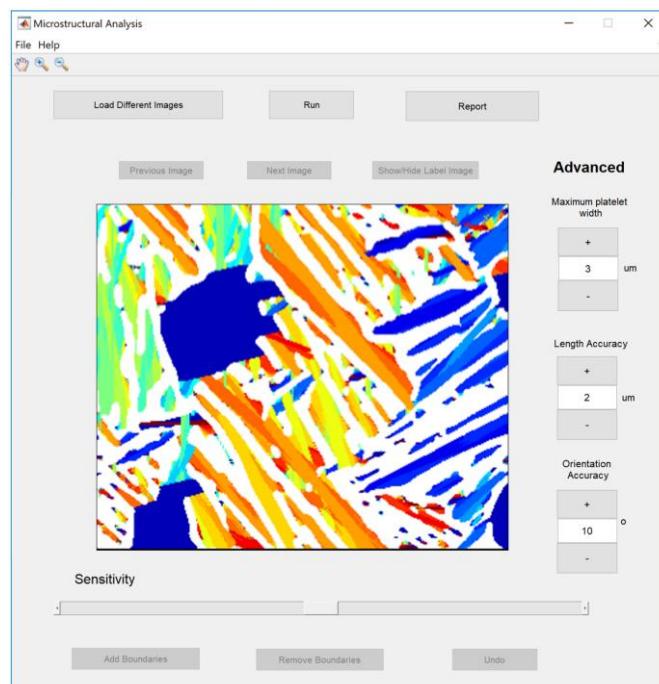 Microstructural Analysis
File Help
Load Different Images
Run
Report
Previous Image
Next Image
Show/Hide Label Image
Advanced
Maximum platelet
width
+
3 um
-
Length Accuracy
+
2 um
-
Orientation
Accuracy
+
10 o
-
Sensitivity
Add Boundaries
Remove Boundaries
Undo